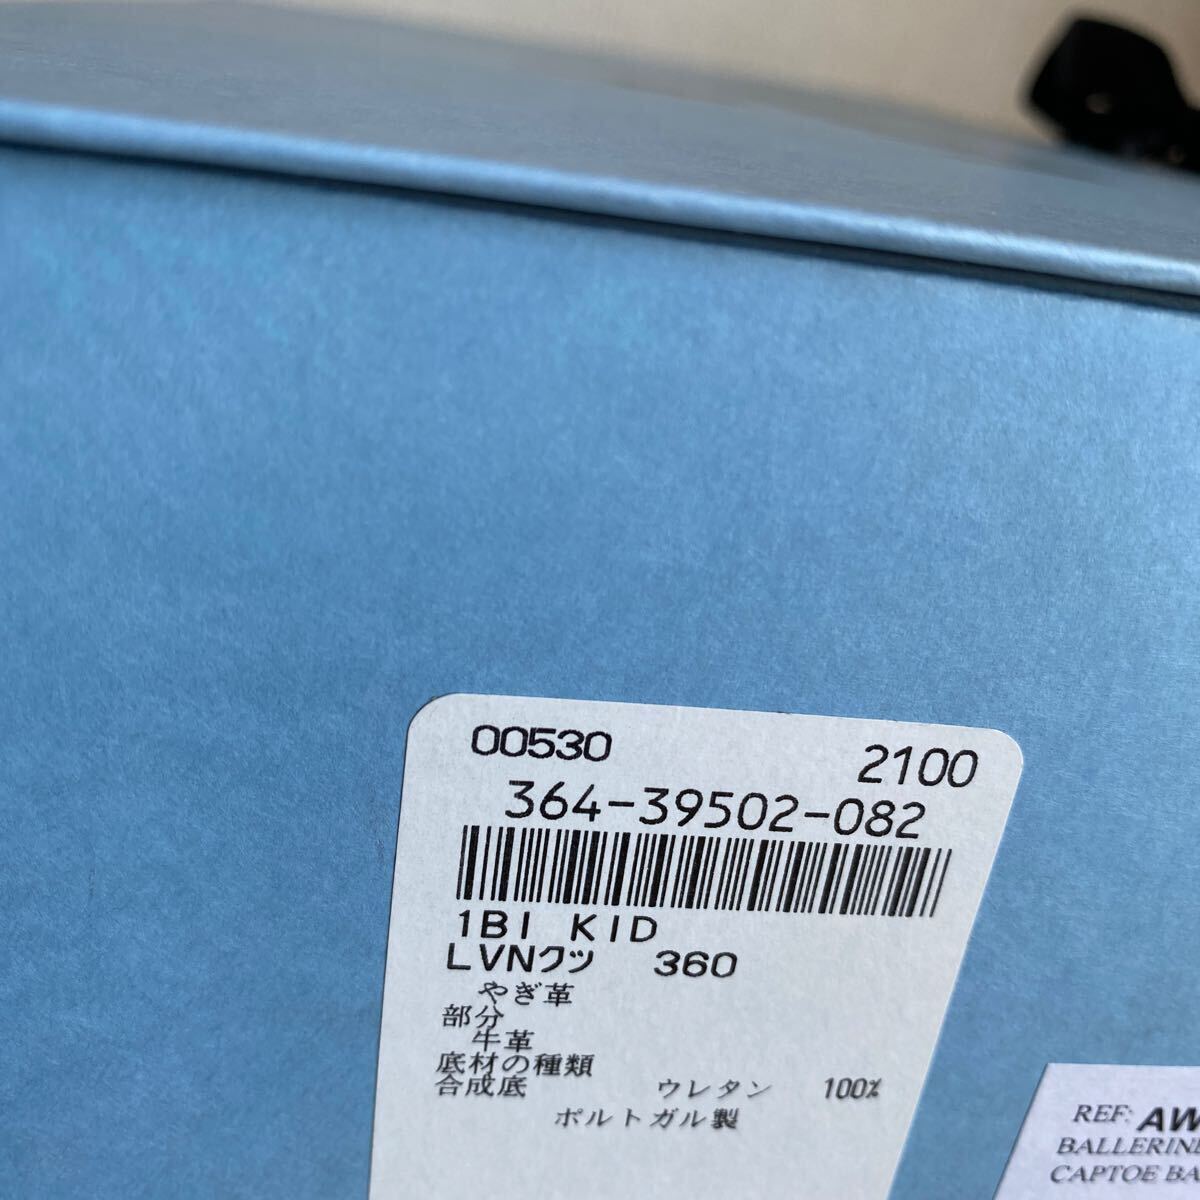 00530 2100
364-39502-082
1BI KID
LVNクツ 360
やぎ革
部分
牛革
底材の種類
合成底 ウレタン 100%
ポルトガル製
REF: AW
BALLERINE
CAPTOE BA